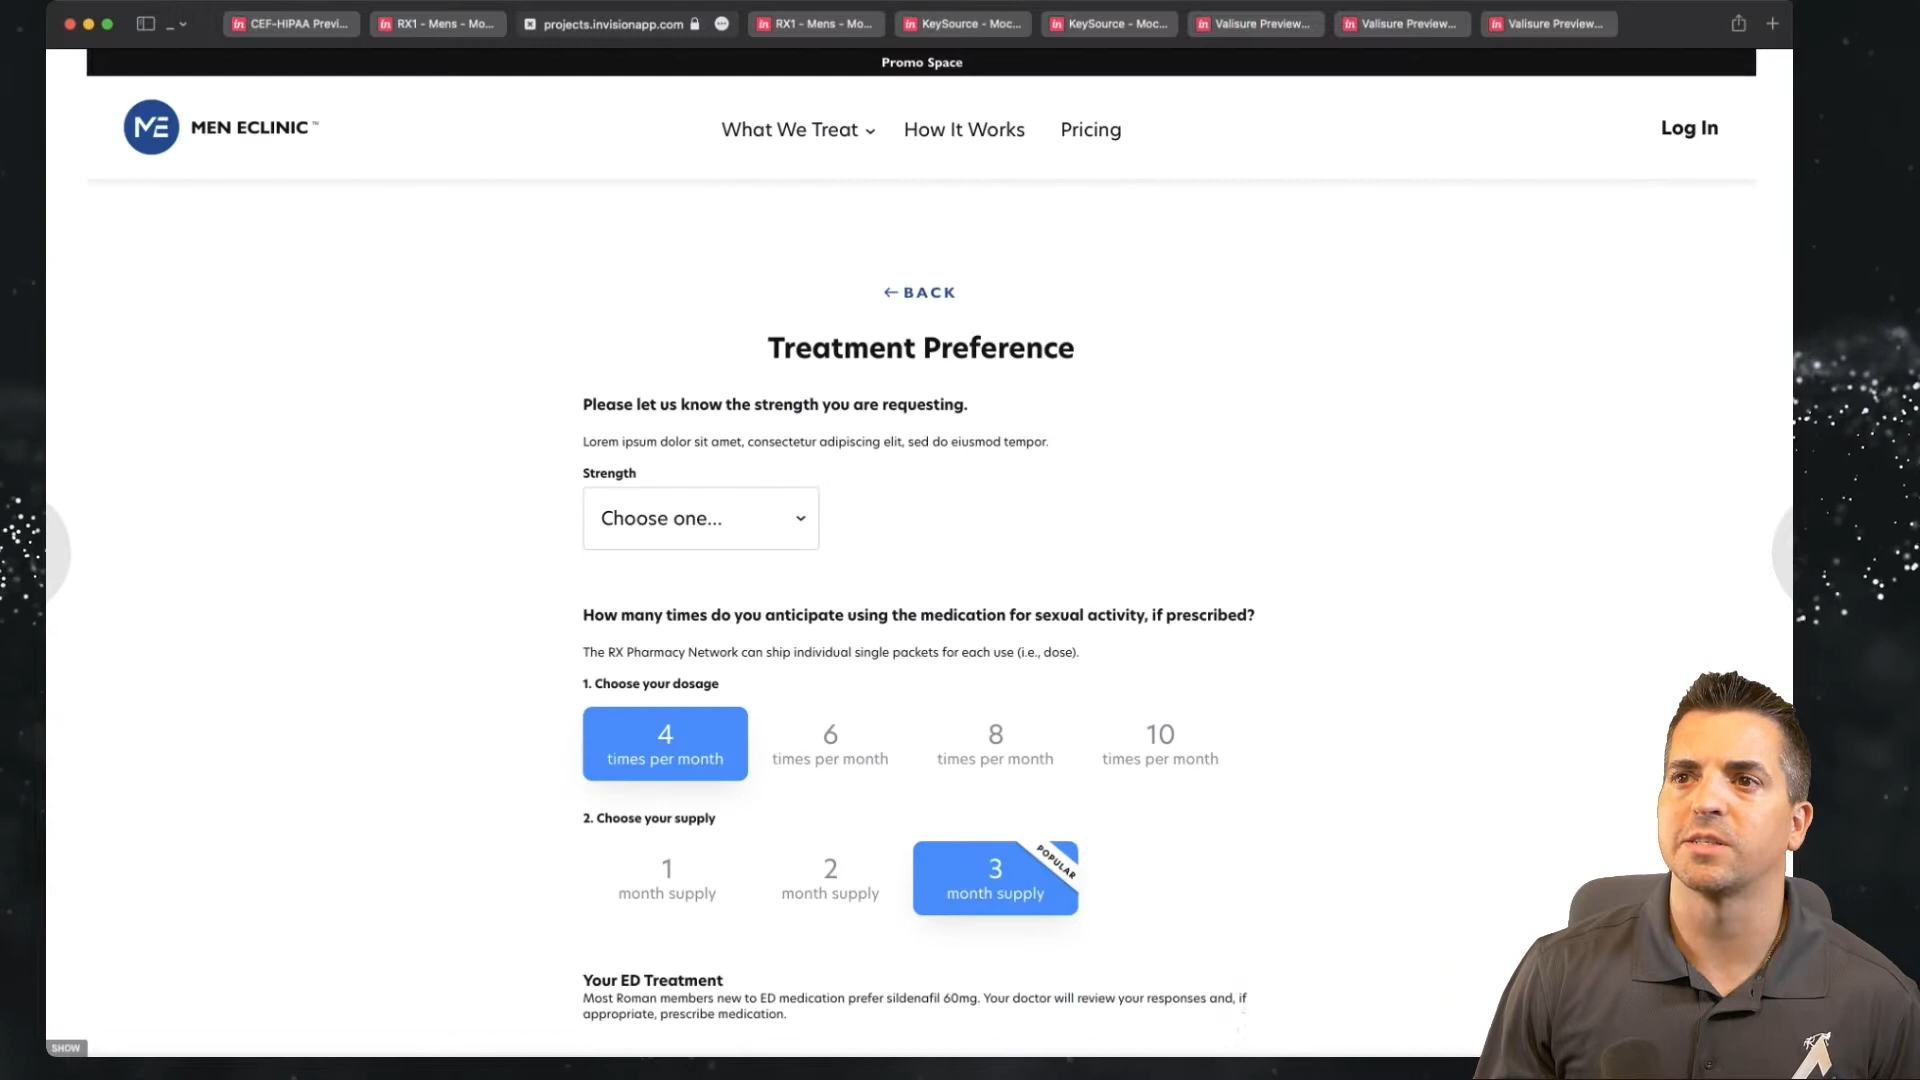 CEF-HIPAA Previ...
RX1 - Mens - Mo...
projects.invisionapp.com
RX1 - Mens - Mo...
KeySource - Moc...
KeySource - Moc...
Valisure Preview...
Valisure Preview...
Valisure Preview...
Promo Space
ME MEN ECLINIC™
What We Treat
How It Works
Pricing
Log In
←BACK
Treatment Preference
Please let us know the strength you are requesting.
Lorem ipsum dolor sit amet, consectetur adipiscing elit, sed do eiusmod tempor.
Strength
Choose one...
How many times do you anticipate using the medication for sexual activity, if prescribed?
The RX Pharmacy Network can ship individual single packets for each use (i.e., dose).
1. Choose your dosage
4
times per month
6
times per month
8
times per month
10
times per month
2. Choose your supply
1
month supply
2
month supply
3
month supply
POPULAR
Your ED Treatment
Most Roman members new to ED medication prefer sildenafil 60mg. Your doctor will review your responses and, if
appropriate, prescribe medication.
SHOW